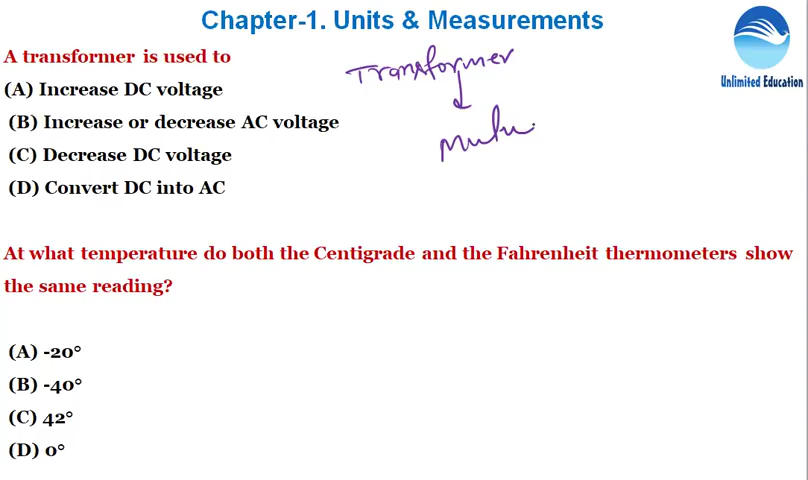 Chapter-1. Units & Measurements
Unlimited Education
A transformer is used to
(A) Increase DC voltage
(B) Increase or decrease AC voltage
(C) Decrease DC voltage
(D) Convert DC into AC
Transformer
At what temperature do both the Centigrade and the Fahrenheit thermometers show
the same reading?
(A) -20°
(B) -40°
(C) 42°
(D) 0°